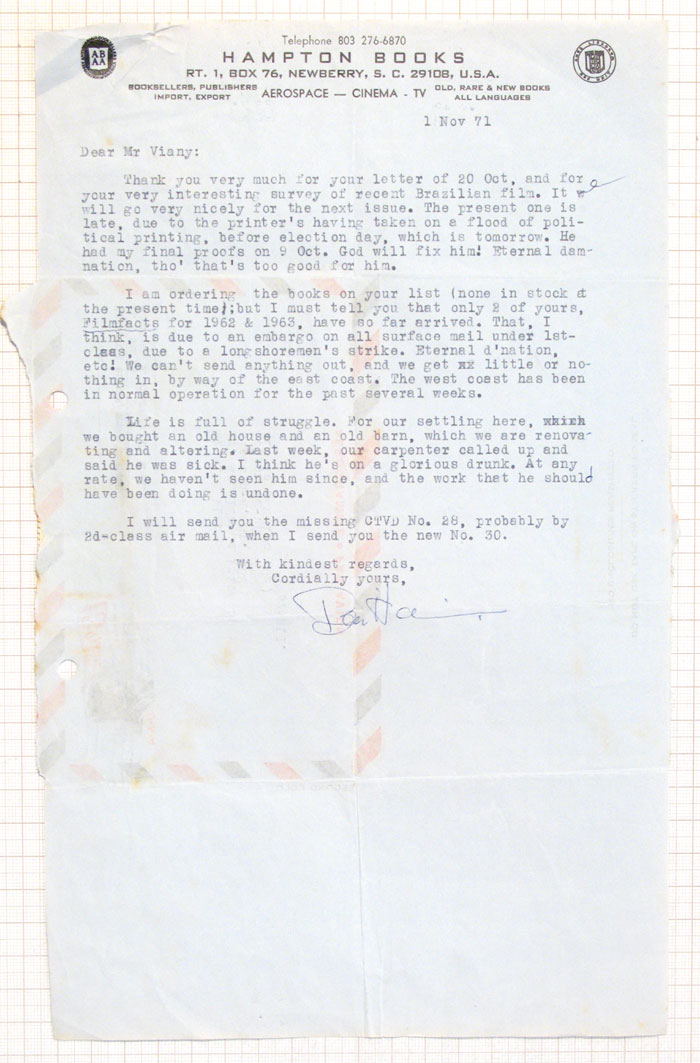 Telephone 803 276-6870
HAMPTON BOOKS
RT. 1, BOX 76, NEWBERRY, S. C. 29108, U.S.A.
BOOKSELLERS, PUBLISHERS
IMPORT, EXPORT
AEROSPACE — CINEMA - TV
OLD, RARE & NEW BOOKS
ALL LANGUAGES
AB
AA
1 Nov 71
Dear Mr Viany:
Thank you very much for your letter of 20 Oct, and for
your very interesting survey of recent Brazilian film. It w
will go very nicely for the next issue. The present one is
late, due to the printer's having taken on a flood of poli-
tical printing, before election day, which is tomorrow. He
had my final proofs on 9 Oct. God will fix him! Eternal dam-
nation, tho' that's too good for him.
I am ordering the books on your list (none in stock at
the present time);but I must tell you that only 2 of yours,
Filmfacts for 1962 & 1963, have so far arrived. That, I
think, is due to an embargo on all surface mail under 1st-
class, due to a longshoremen's strike. Eternal d'nation,
etc! We can't send anything out, and we get xx little or no-
thing in, by way of the east coast. The west coast has been
in normal operation for the past several weeks.
Life is full of struggle. For our settling here, which
we bought an old house and an old barn, which we are renova-
ting and altering. Last week, our carpenter called up and
said he was sick. I think he's on a glorious drunk. At any
rate, we haven't seen him since, and the work that he should
have been doing is undone.
I will send you the missing CTVD No. 28, probably by
2d-class air mail, when I send you the new No. 30.
With kindest regards,
Cordially yours,
SECOND FOLD